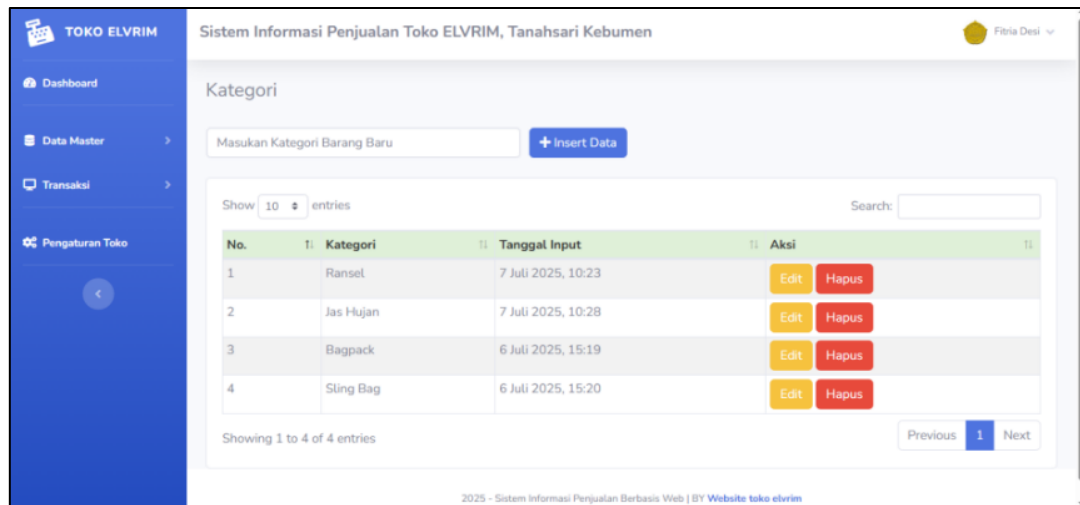 TOKO ELVRIM
Sistem Informasi Penjualan Toko ELVRIM, Tanahsari Kebumen
Fitria Desi
Dashboard
Data Master
Transaksi
Pengaturan Toko
Kategori
Masukan Kategori Barang Baru
+ Insert Data
Show 10 entries
Search:
No. Kategori Tanggal Input Aksi
1 Ransel 7 Juli 2025, 10:23 Edit Hapus
2 Jas Hujan 7 Juli 2025, 10:28 Edit Hapus
3 Bagpack 6 Juli 2025, 15:19 Edit Hapus
4 Sling Bag 6 Juli 2025, 15:20 Edit Hapus
Showing 1 to 4 of 4 entries
Previous 1 Next
2025 - Sistem Informasi Penjualan Berbasis Web | BY Website toko elvrim